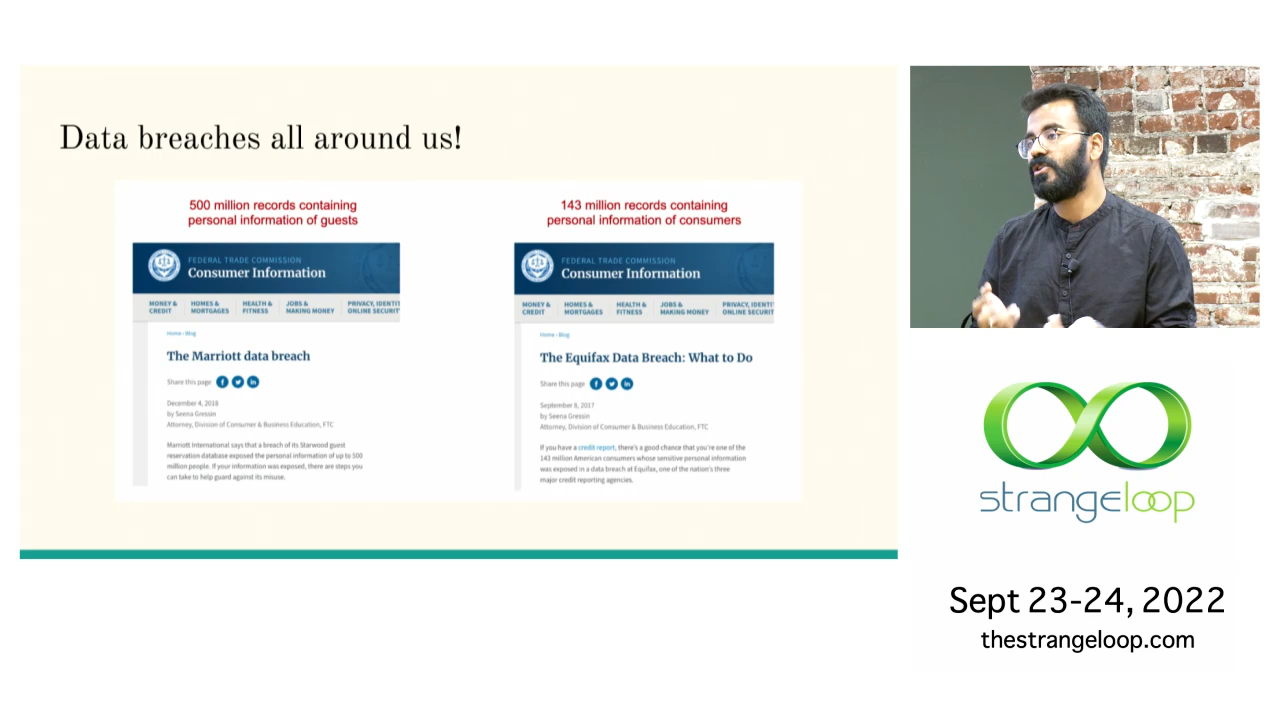 Data breaches all around us!
500 million records containing
personal information of guests
FEDERAL TRADE COMMISSION
Consumer Information
MONEY & CREDIT
HOMES & MORTGAGES
HEALTH & FITNESS
JOBS & MAKING MONEY
PRIVACY, IDENTIT
ONLINE SECURIT
Home › Blog
The Marriott data breach
Share this page
December 4, 2018
by Seena Gressin
Attorney, Division of Consumer & Business Education, FTC
Marriott International says that a breach of its Starwood guest
reservation database exposed the personal information of up to 500
million people. If your information was exposed, there are steps you
can take to help guard against its misuse.
143 million records containing
personal information of consumers
FEDERAL TRADE COMMISSION
Consumer Information
MONEY & CREDIT
HOMES & MORTGAGES
HEALTH & FITNESS
JOBS & MAKING MONEY
PRIVACY, IDENTIT
ONLINE SECURIT
Home › Blog
The Equifax Data Breach: What to Do
Share this page
September 8, 2017
by Seena Gressin
Attorney, Division of Consumer & Business Education, FTC
If you have a credit report, there's a good chance that you're one of the
143 million American consumers whose sensitive personal information
was exposed in a data breach at Equifax, one of the nation's three
major credit reporting agencies.
strangeloop
Sept 23-24, 2022
thestrangeloop.com